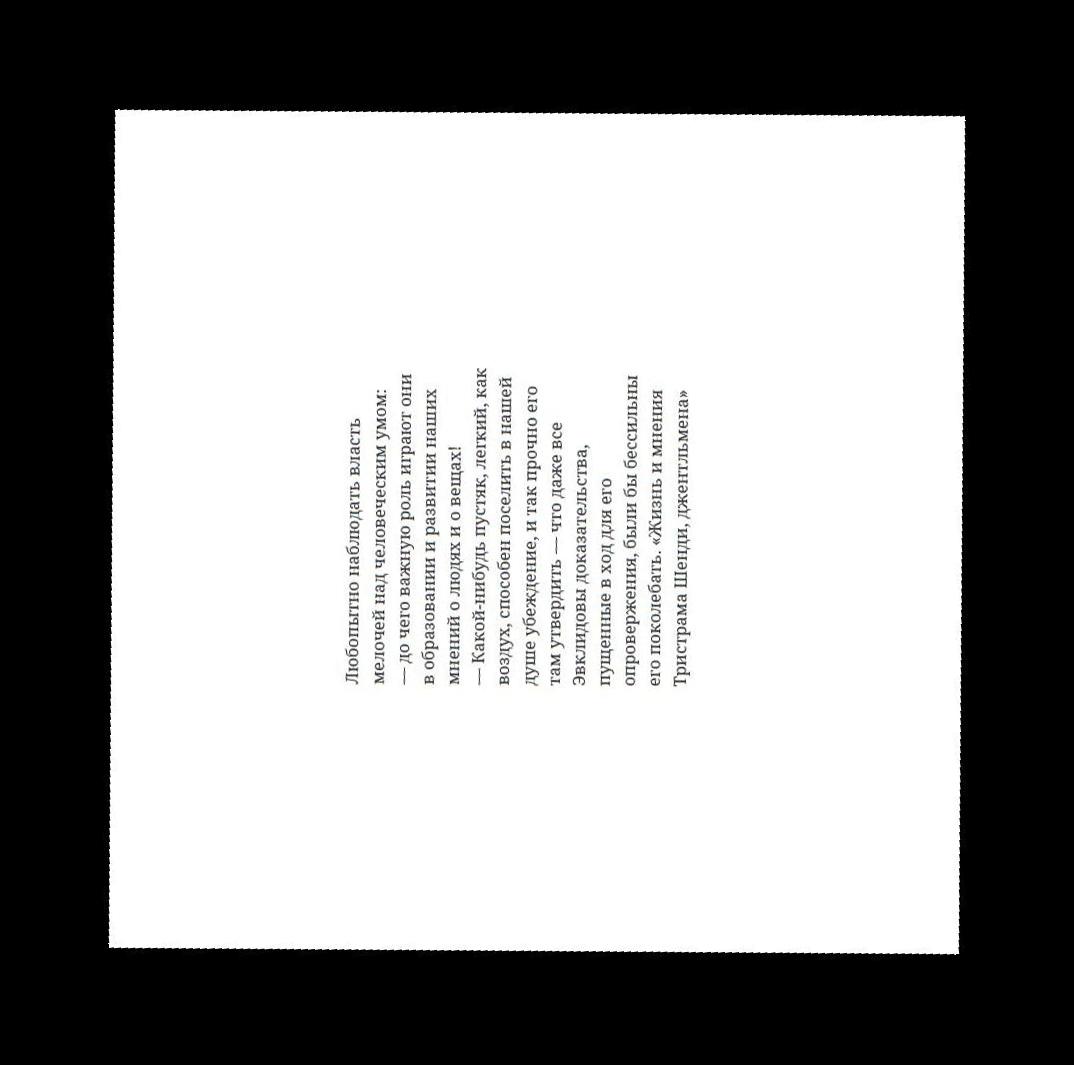 Любопытно наблюдать власть
мелочей над человеческим умом:
— до чего важную роль играют они
в образовании и развитии наших
мнений о людях и о вещах!
— Какой-нибудь пустяк, легкий, как
воздух, способен поселить в нашей
душе убеждение, и так прочно его
там утвердить — что даже все
Эвклидовы доказательства,
пущенные в ход для его
опровержения, были бы бессильны
его поколебать. «Жизнь и мнения
Тристрама Шенди, джентльмена»